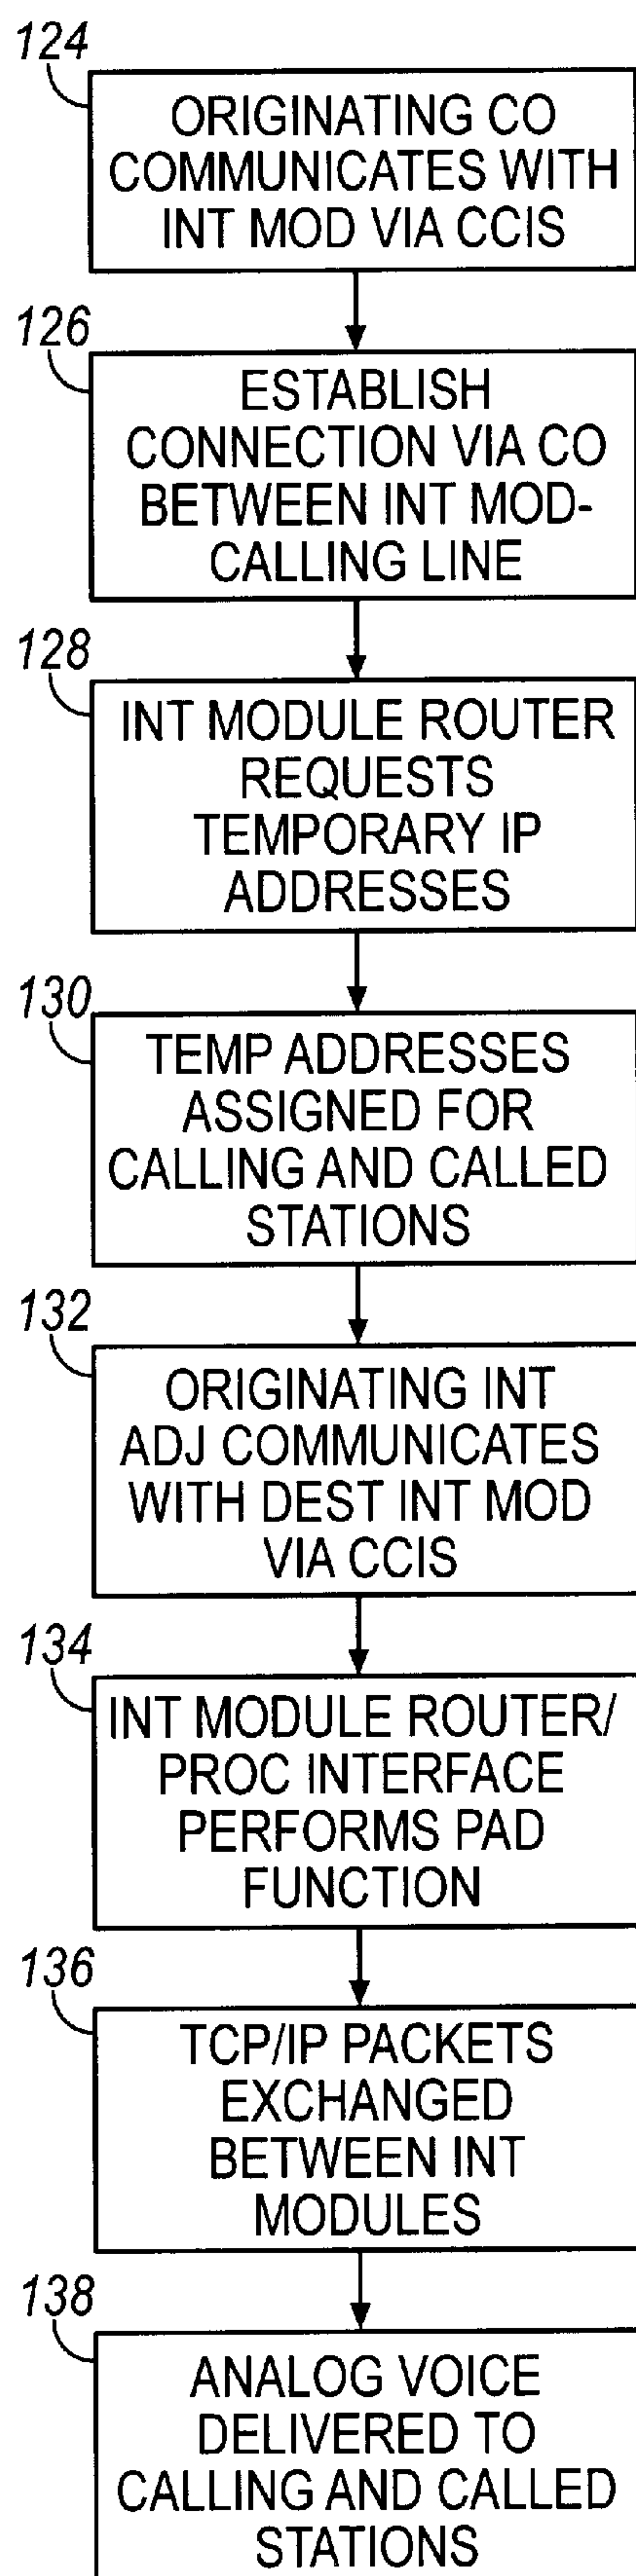 124
ORIGINATING CO
COMMUNICATES WITH
INT MOD VIA CCIS
126
ESTABLISH
CONNECTION VIA CO
BETWEEN INT MOD-
CALLING LINE
128
INT MODULE ROUTER
REQUESTS
TEMPORARY IP
ADDRESSES
130
TEMP ADDRESSES
ASSIGNED FOR
CALLING AND CALLED
STATIONS
132
ORIGINATING INT
ADJ COMMUNICATES
WITH DEST INT MOD
VIA CCIS
134
INT MODULE ROUTER/
PROC INTERFACE
PERFORMS PAD
FUNCTION
136
TCP/IP PACKETS
EXCHANGED
BETWEEN INT
MODULES
138
ANALOG VOICE
DELIVERED TO
CALLING AND CALLED
STATIONS